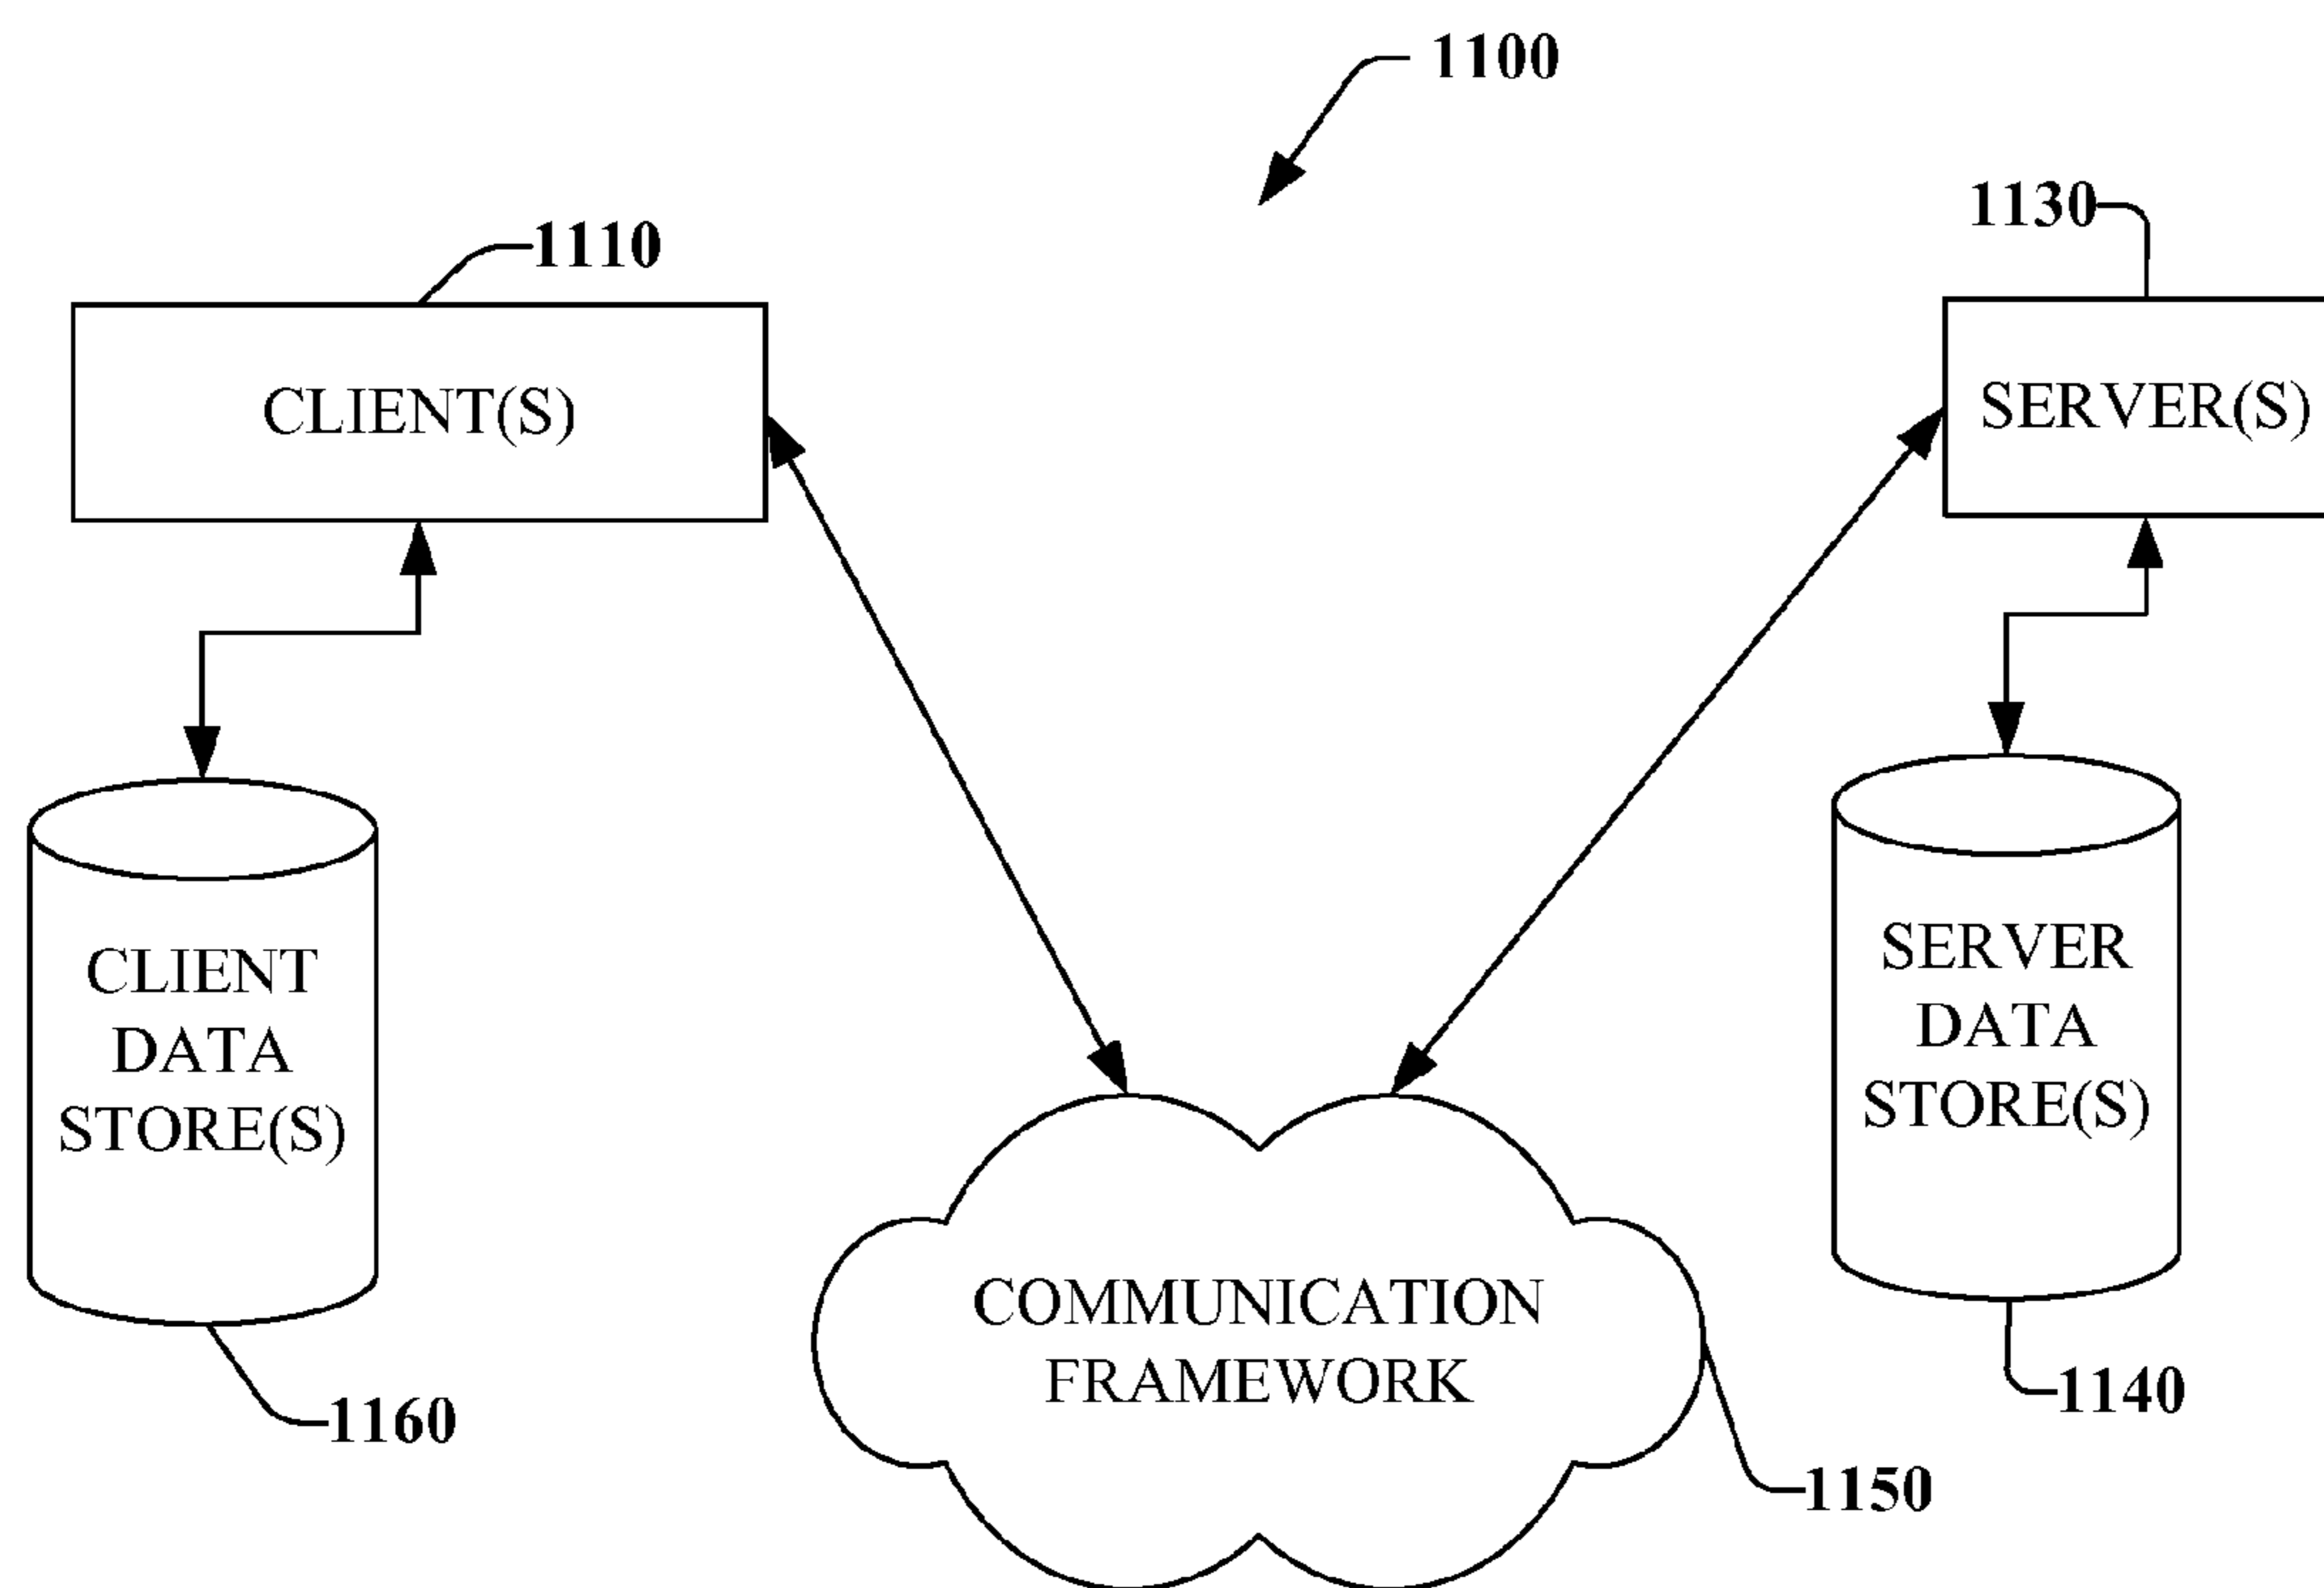 1100
1130
1110
CLIENT(S)
SERVER(S)
CLIENT
DATA
STORE(S)
SERVER
DATA
STORE(S)
COMMUNICATION
FRAMEWORK
1160
1140
1150